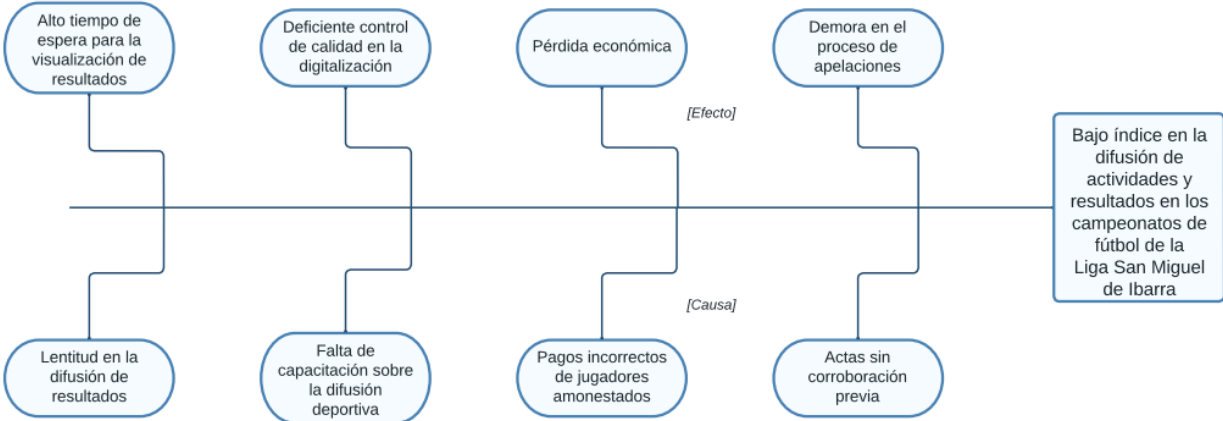 Alto tiempo de
espera para la
visualización de
resultados
Deficiente control
de calidad en la
digitalización
Pérdida económica
Demora en el
proceso de
apelaciones
[Efecto]
Bajo índice en la
difusión de
actividades y
resultados en los
campeonatos de
fútbol de la
Liga San Miguel
de Ibarra
[Causa]
Lentitud en la
difusión de
resultados
Falta de
capacitación sobre
la difusión
deportiva
Pagos incorrectos
de jugadores
amonestados
Actas sin
corroboración
previa